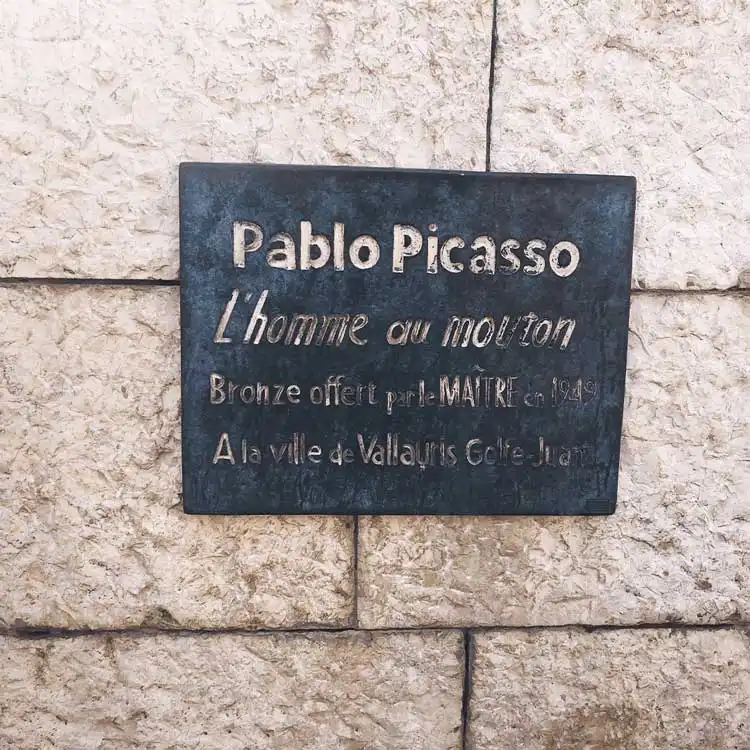 Pablo Picasso
L'homme au mouton
Bronze offert par le MAÎTRE en 1949
A la ville de Vallauris Golfe-Juan